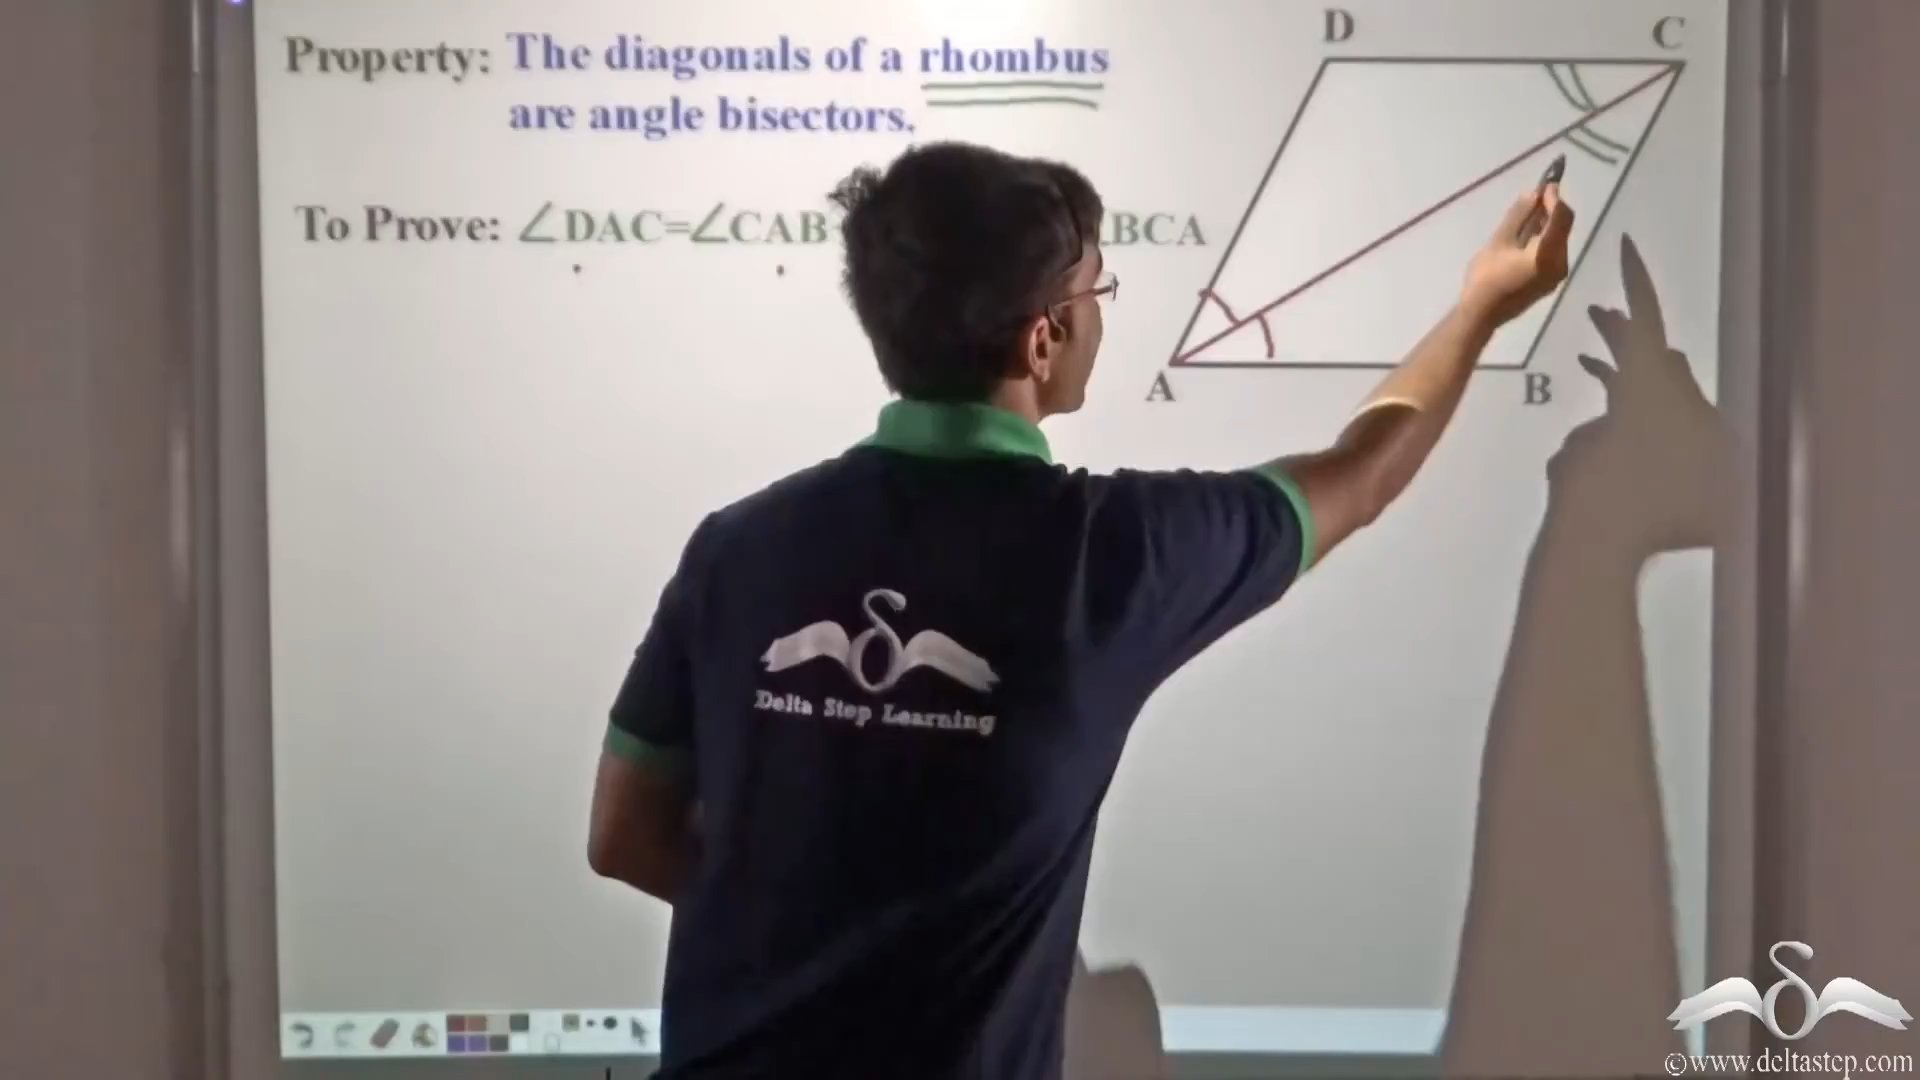 Property: The diagonals of a rhombus
are angle bisectors.
To Prove: ∠DAC=∠CAB ∠BCA
D
C
A
B
Delta Step Learning
©www.deltastep.com